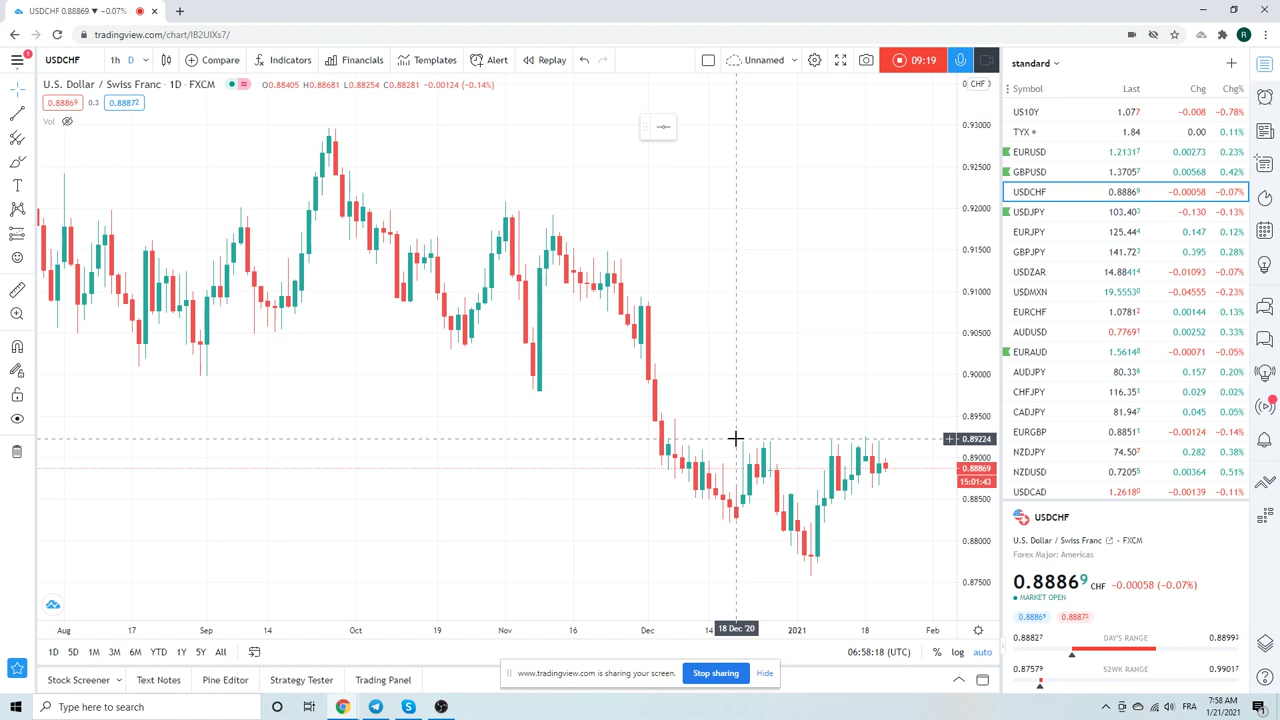 USDCHF 0.88869 ▼ −0.07%
tradingview.com/chart/IB2UIXs7/
USDCHF 1h D Compare Indicators Financials Templates Alert Replay Unnamed 09:19
U.S. Dollar / Swiss Franc · 1D · FXCM H0.88681 L0.88254 C0.88281 −0.00124 (−0.14%)
0.88869 0.3 0.88872
Vol
CHF
0.93000
0.92500
0.92000
0.91500
0.91000
0.90500
0.90000
0.89500
0.89224
0.89000
0.88869
15:01:43
0.88500
0.88000
0.87500
Aug 17 Sep 14 Oct 19 Nov 16 Dec 14 18 Dec '20 2021 18 Feb
1D 5D 1M 3M 6M YTD 1Y 5Y All 06:58:18 (UTC) % log auto
www.tradingview.com is sharing your screen. Stop sharing Hide
Stock Screener Text Notes Pine Editor Strategy Tester Trading Panel
standard
Symbol Last Chg Chg%
US10Y 1.077 −0.008 −0.78%
TYX 1.84 0.00 0.11%
EURUSD 1.21317 0.00273 0.23%
GBPUSD 1.37057 0.00568 0.42%
USDCHF 0.88869 −0.00058 −0.07%
USDJPY 103.403 −0.130 −0.13%
EURJPY 125.444 0.147 0.12%
GBPJPY 141.723 0.395 0.28%
USDZAR 14.88414 −0.01093 −0.07%
USDMXN 19.55530 −0.04555 −0.23%
EURCHF 1.07812 0.00144 0.13%
AUDUSD 0.77691 0.00252 0.33%
EURAUD 1.56148 −0.00071 −0.05%
AUDJPY 80.336 0.157 0.20%
CHFJPY 116.351 0.029 0.02%
CADJPY 81.947 0.045 0.05%
EURGBP 0.88511 −0.00124 −0.14%
NZDJPY 74.507 0.282 0.38%
NZDUSD 0.72055 0.00364 0.51%
USDCAD 1.26180 −0.00139 −0.11%
USDCHF
U.S. Dollar / Swiss Franc · FXCM
Forex Major: Americas
0.88869 CHF −0.00058 (−0.07%)
MARKET OPEN
0.88869 0.88872
0.88827 DAY'S RANGE 0.88993
0.87579 52WK RANGE 0.99017
Type here to search
FRA 7:58 AM
1/21/2021